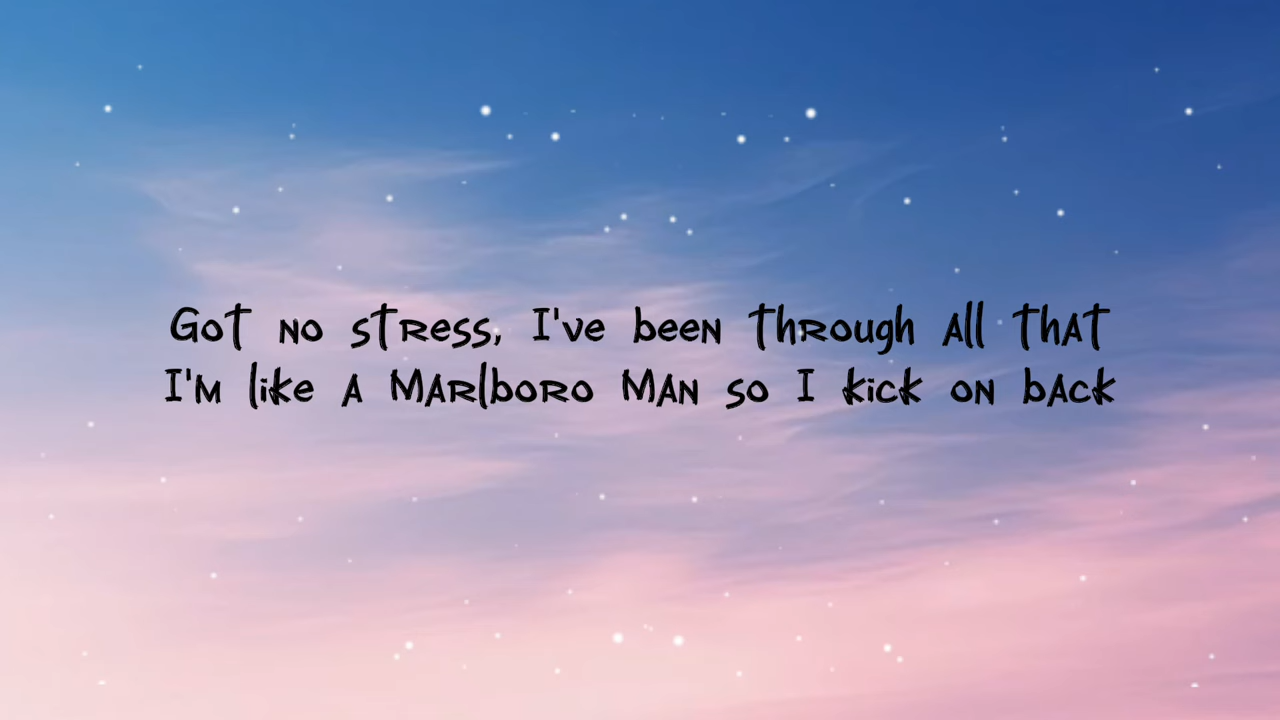 Got no stress, I've been through all that
I'm like a Marlboro Man so I kick on back